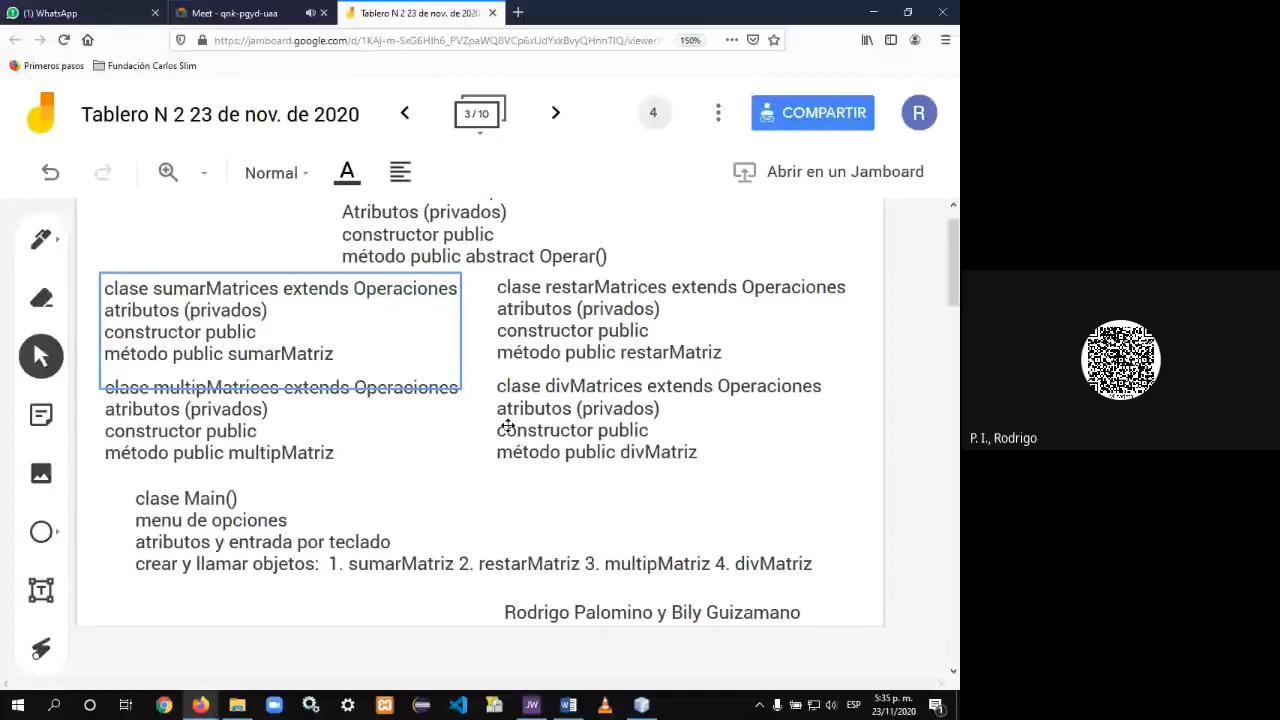 (1) WhatsApp
Meet - qnk-pgyd-uaa
Tablero N 2 23 de nov. de 2020
150%
Primeros pasos
Fundación Carlos Slim
Tablero N 2 23 de nov. de 2020
3 / 10
4
COMPARTIR
R
Normal
A
Abrir en un Jamboard
Atributos (privados)
constructor public
método public abstract Operar()
clase sumarMatrices extends Operaciones
atributos (privados)
constructor public
método public sumarMatriz
clase restarMatrices extends Operaciones
atributos (privados)
constructor public
método public restarMatriz
clase multipMatrices extends Operaciones
atributos (privados)
constructor public
método public multipMatriz
clase divMatrices extends Operaciones
atributos (privados)
constructor public
método public divMatriz
clase Main()
menu de opciones
atributos y entrada por teclado
crear y llamar objetos: 1. sumarMatriz 2. restarMatriz 3. multipMatriz 4. divMatriz
Rodrigo Palomino y Bily Guizamano
P. I., Rodrigo
JW
ESP
5:35 p. m.
23/11/2020